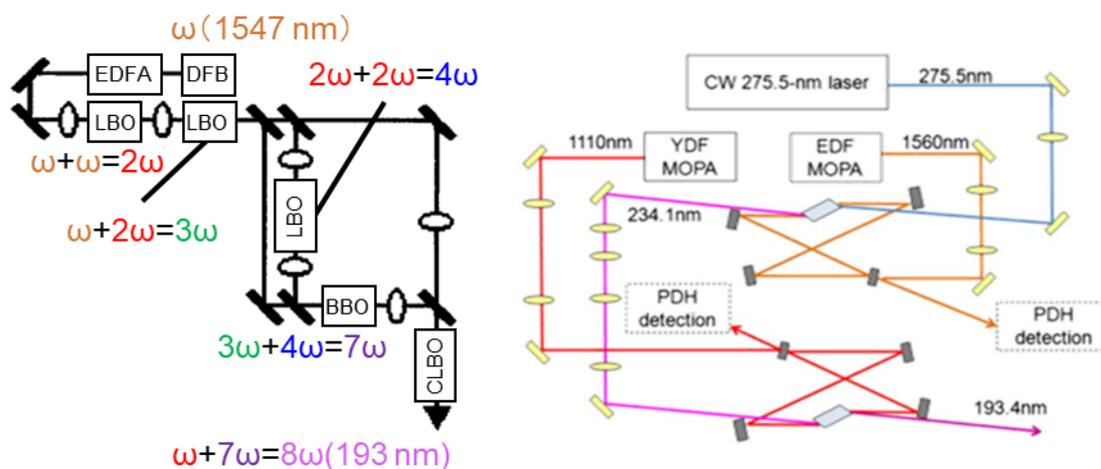 ω(1547 nm)
EDFA
DFB
2ω+2ω=4ω
LBO
LBO
ω+ω=2ω
LBO
ω+2ω=3ω
BBO
3ω+4ω=7ω
CLBO
ω+7ω=8ω(193 nm)
CW 275.5-nm laser
275.5nm
1110nm
YDF
MOPA
EDF
MOPA
1560nm
234.1nm
PDH
detection
PDH
detection
193.4nm